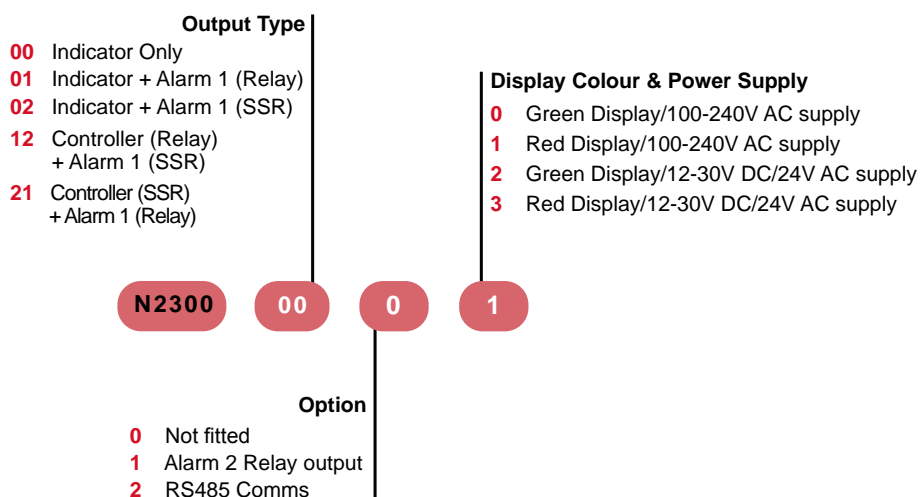 Output Type
00 Indicator Only
01 Indicator + Alarm 1 (Relay)
02 Indicator + Alarm 1 (SSR)
12 Controller (Relay)
+ Alarm 1 (SSR)
21 Controller (SSR)
+ Alarm 1 (Relay)
Display Colour & Power Supply
0 Green Display/100-240V AC supply
1 Red Display/100-240V AC supply
2 Green Display/12-30V DC/24V AC supply
3 Red Display/12-30V DC/24V AC supply
N2300 00 0 1
Option
0 Not fitted
1 Alarm 2 Relay output
2 RS485 Comms